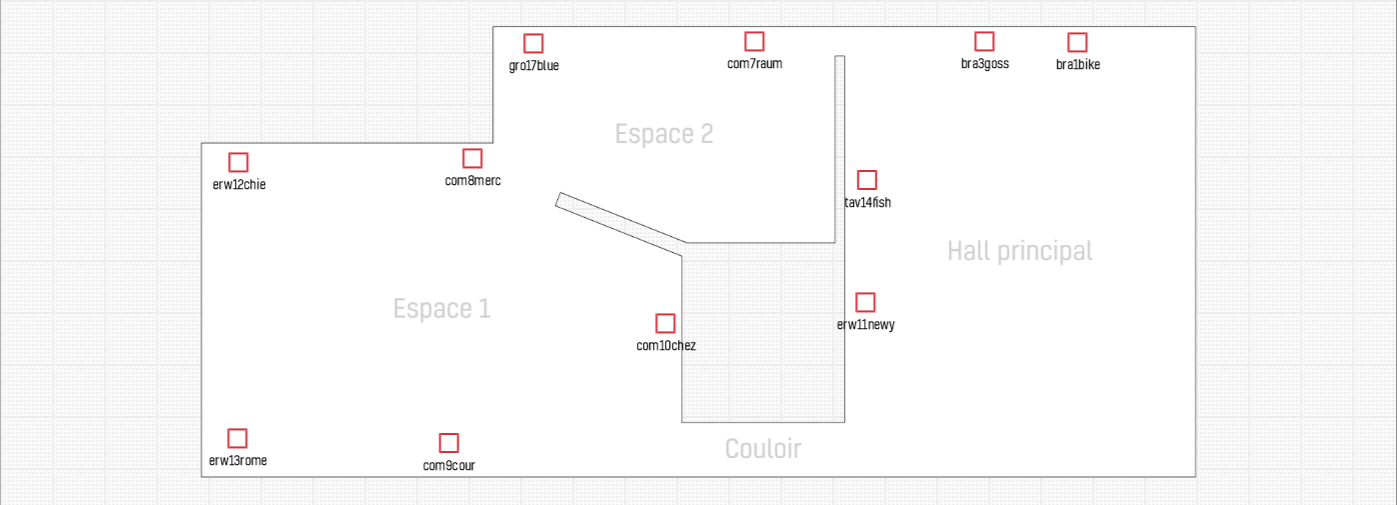 gro17blue
com7raum
bra3goss
bra1bike
Espace 2
erw12chie
com8merc
tav14fish
Hall principal
Espace 1
erw11newy
com10chez
Couloir
erw13rome
com9cour